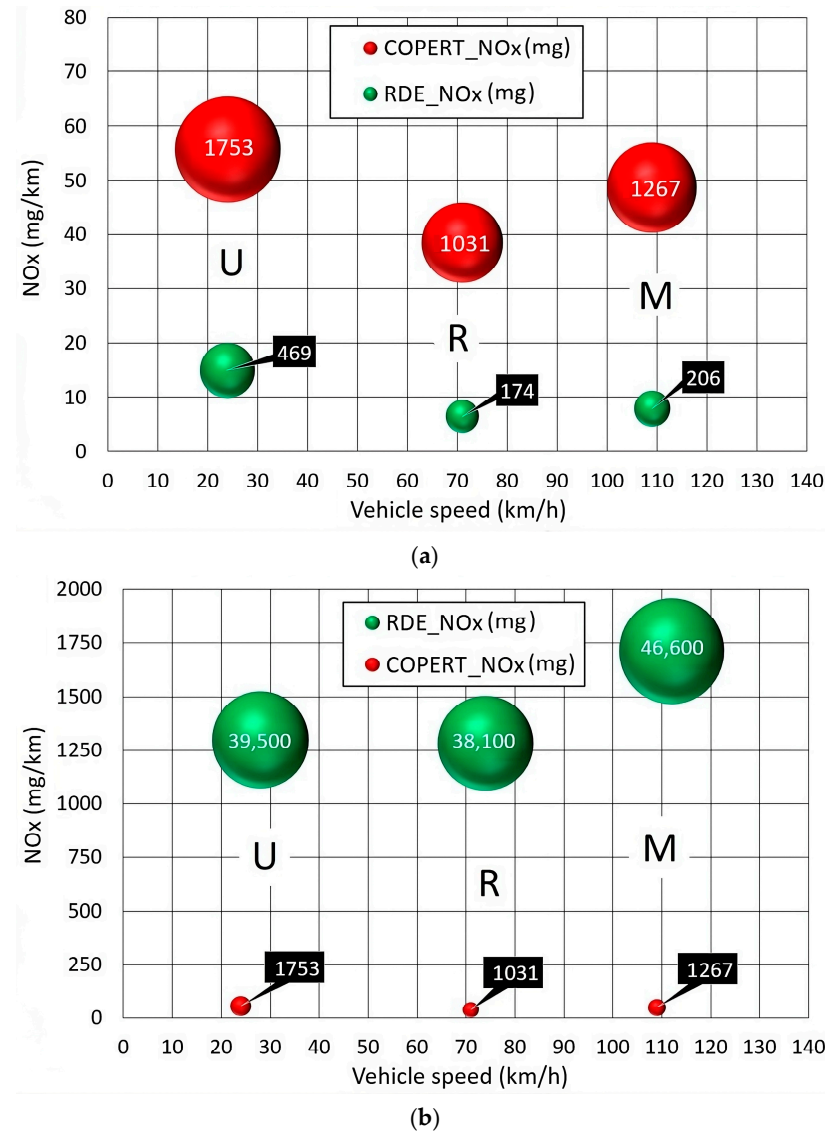 80
70
60
50
40
30
20
10
0
NOx (mg/km)
COPERT_NOx (mg)
RDE_NOx (mg)
1753
1267
1031
U
M
R
469
174
206
0 10 20 30 40 50 60 70 80 90 100 110 120 130 140
Vehicle speed (km/h)
(a)
2000
1750
1500
1250
1000
750
500
250
0
NOx (mg/km)
RDE_NOx (mg)
COPERT_NOx (mg)
46,600
39,500
38,100
U
R
M
1753
1031
1267
0 10 20 30 40 50 60 70 80 90 100 110 120 130 140
Vehicle speed (km/h)
(b)